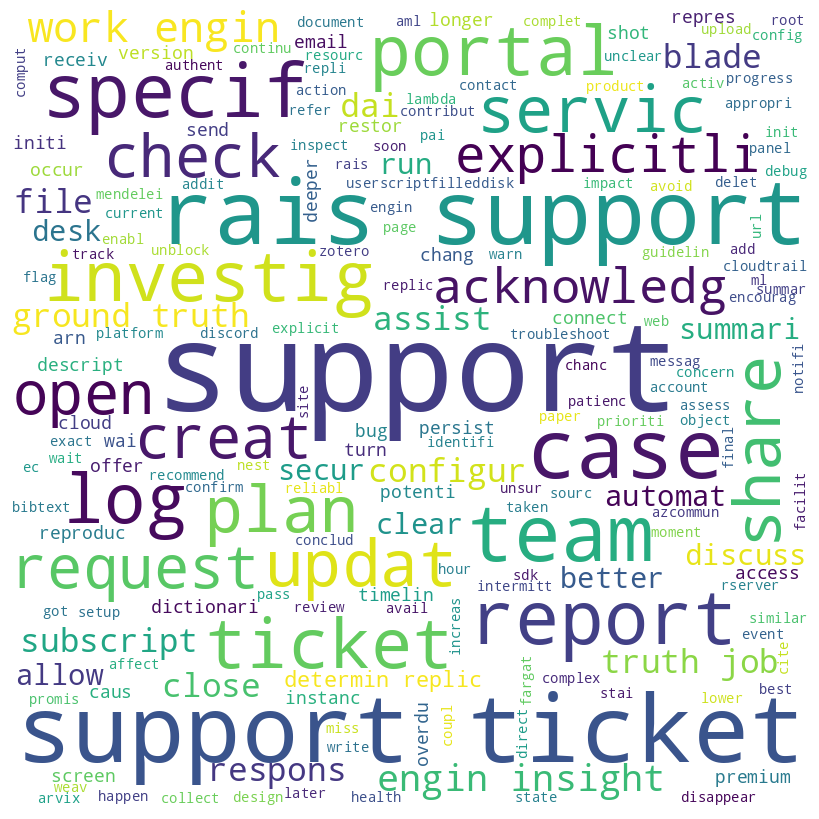 document aml longer complet repres root
work engin continu version email resourc shot upload config
comput receiv authent repli portal unclear blade
specif action refer contact product activ progress
dai lambda contribut servic appropri
send restor
initi check inspect soon pai explicitli init panel
occur deeper rais run debug
file mendelei addit userscriptfilleddisk impact avoid delet
desk current rais support
enabl engin page url
track unblock zotero chang warn guidelin add cloudtrail
flag investig replic acknowledg ml summar encourag
ground truth explicit assist connect web summari
arn platform discord troubleshoot notifi
descript support chanc messag concern
open site patienc account share
cloud creat bug persist paper prioriti assess object
exact wai turn identifi case final
ec wait offer recommend nest secur configur
bibtext log confirm reliabl potenti unsur sourc automat facilit
reproduc plan clear taken azcommun moment
conclud team discuss
request updat hour better access
pass timelin sdk intermitt rserver
got setup dictionari review avail report similar
subscript ticket increas event
allow affect truth job cite
caus close determin replic fargat complex
promis instanc stai lower best
miss overdu coupl direct
support ticket write
screen respons engin insight premium
weav
arvix happen collect design later health state disappear